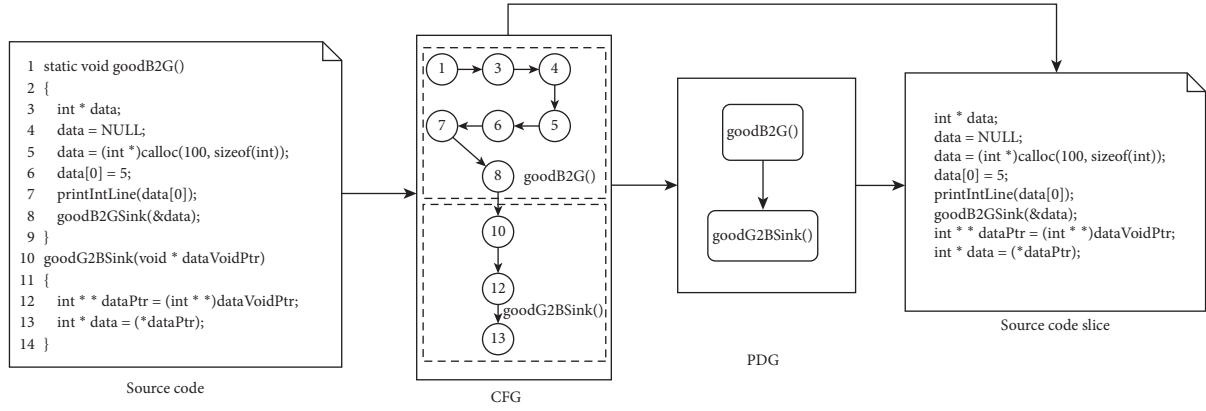 1 static void goodB2G()
2 {
3 int * data;
4 data = NULL;
5 data = (int *)calloc(100, sizeof(int));
6 data[0] = 5;
7 printIntLine(data[0]);
8 goodB2GSink(&data);
9 }
10 goodG2BSink(void * dataVoidPtr)
11 {
12 int * * dataPtr = (int * *)dataVoidPtr;
13 int * data = (*dataPtr);
14 }
Source code
1 3 4
7 6 5
8
goodB2G()
10
12
goodG2BSink()
13
CFG
goodB2G()
goodG2BSink()
PDG
int * data;
data = NULL;
data = (int *)calloc(100, sizeof(int));
data[0] = 5;
printIntLine(data[0]);
goodB2GSink(&data);
int * * dataPtr = (int * *)dataVoidPtr;
int * data = (*dataPtr);
Source code slice